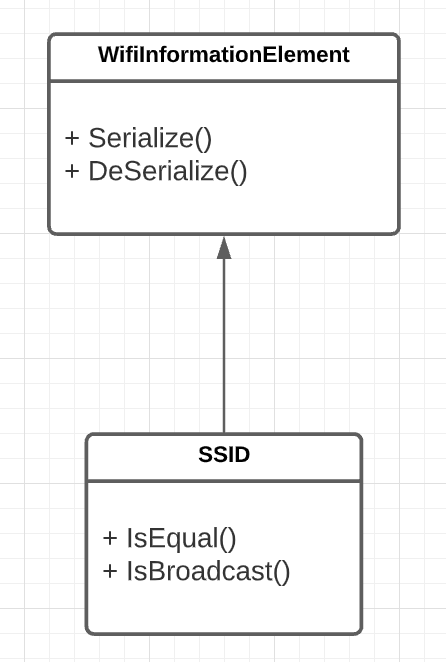 WifiInformationElement
+ Serialize()
+ DeSerialize()
SSID
+ IsEqual()
+ IsBroadcast()